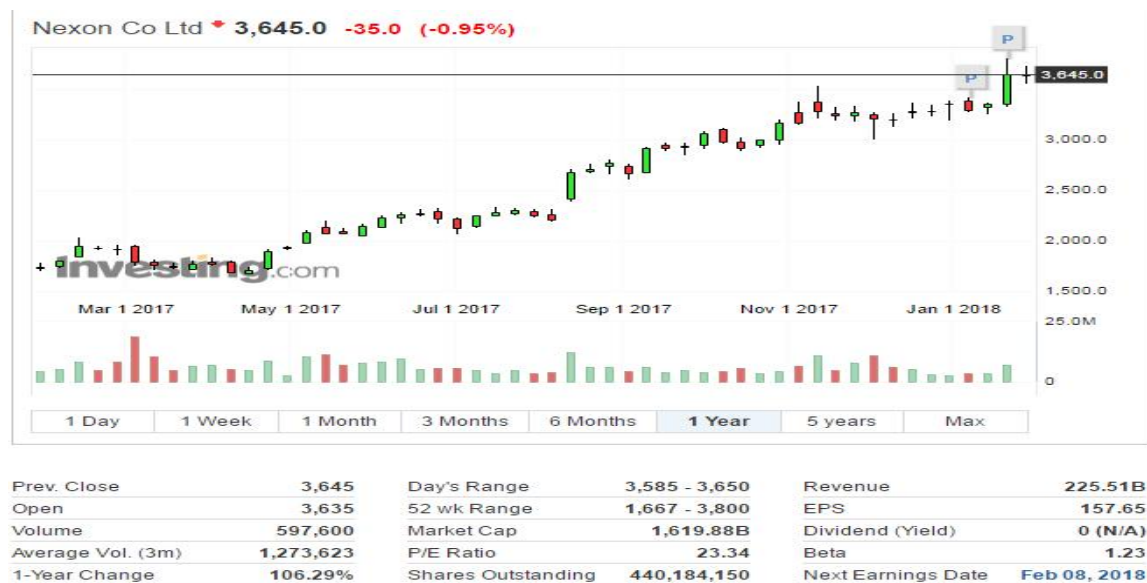 Nexon Co Ltd 3,645.0 -35.0 (-0.95%)
P
P
3,645.0
3,000.0
2,500.0
2,000.0
Investing.com
1,500.0
Mar 1 2017 May 1 2017 Jul 1 2017 Sep 1 2017 Nov 1 2017 Jan 1 2018
25.0M
0
1 Day 1 Week 1 Month 3 Months 6 Months 1 Year 5 years Max
Prev. Close 3,645 Day's Range 3,585 - 3,650 Revenue 225.51B
Open 3,635 52 wk Range 1,667 - 3,800 EPS 157.65
Volume 597,600 Market Cap 1,619.88B Dividend (Yield) 0 (N/A)
Average Vol. (3m) 1,273,623 P/E Ratio 23.34 Beta 1.23
1-Year Change 106.29% Shares Outstanding 440,184,150 Next Earnings Date Feb 08, 2018